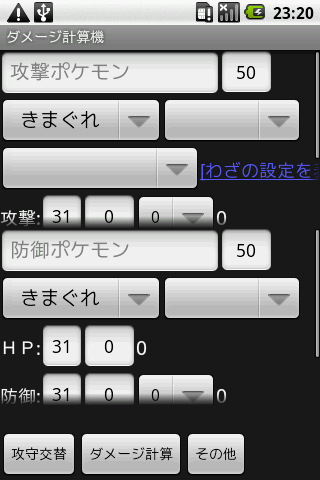 23:20
ダメージ計算機
攻撃ポケモン 50
きまぐれ
[わざの設定を
攻撃: 31 0 0 0
防御ポケモン 50
きまぐれ
ＨＰ: 31 0 0
防御: 31 0 0 0
攻守交替 ダメージ計算 その他